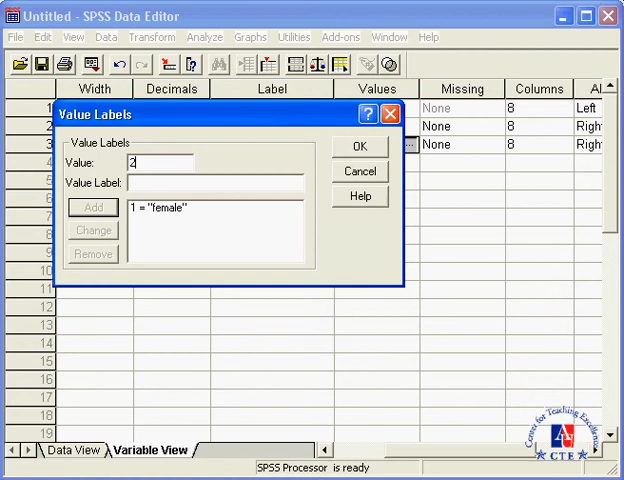 Untitled - SPSS Data Editor
File Edit View Data Transform Analyze Graphs Utilities Add-ons Window Help
Width Decimals Label Values Missing Columns Al
1 None 8 Left
2 None 8 Right
3 ... None 8 Right
4
5
6
7
8
9
10
11
12
13
14
15
16
17
18
19
Value Labels
Value Labels
Value: 2
Value Label:
Add
Change
Remove
1 = "female"
OK
Cancel
Help
Data View Variable View
SPSS Processor is ready
Center for Teaching Excellence
AU
CTE